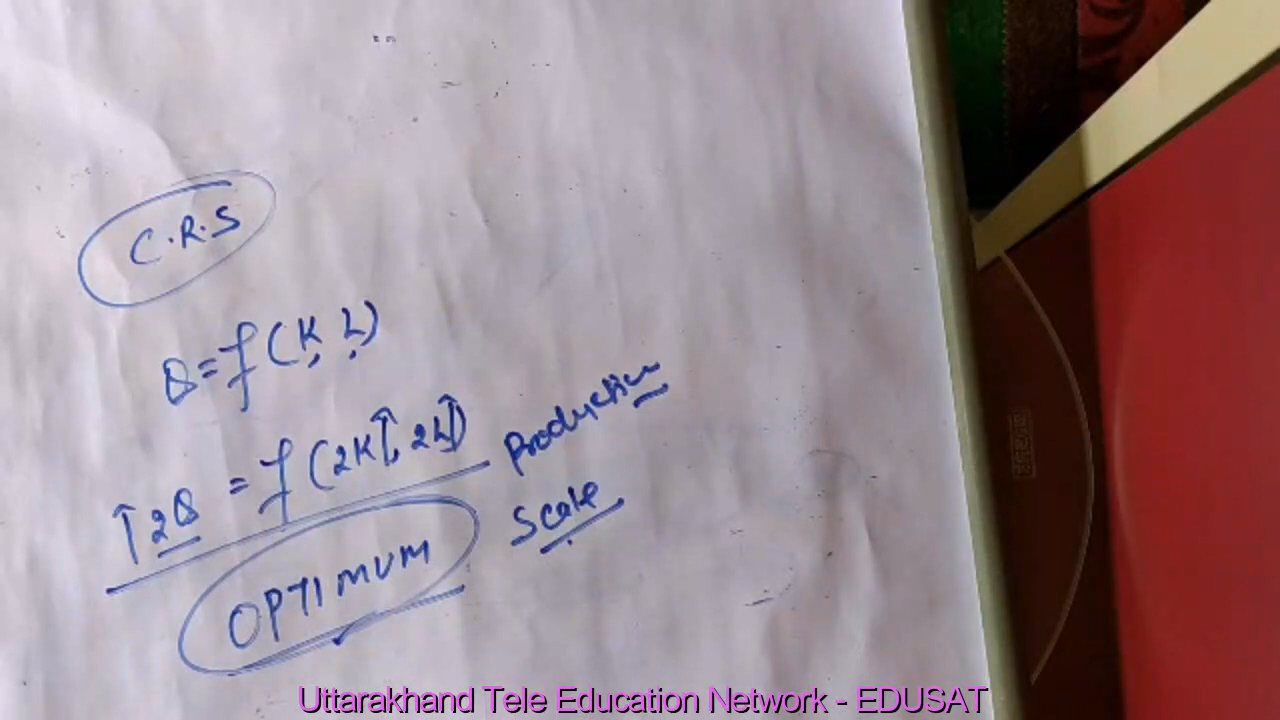 C.R.S
Q = f (K, L)
↑ 2Q = f (2K↑, 2L↑)
Production
Scale
OPTIMUM
Uttarakhand Tele Education Network - EDUSAT